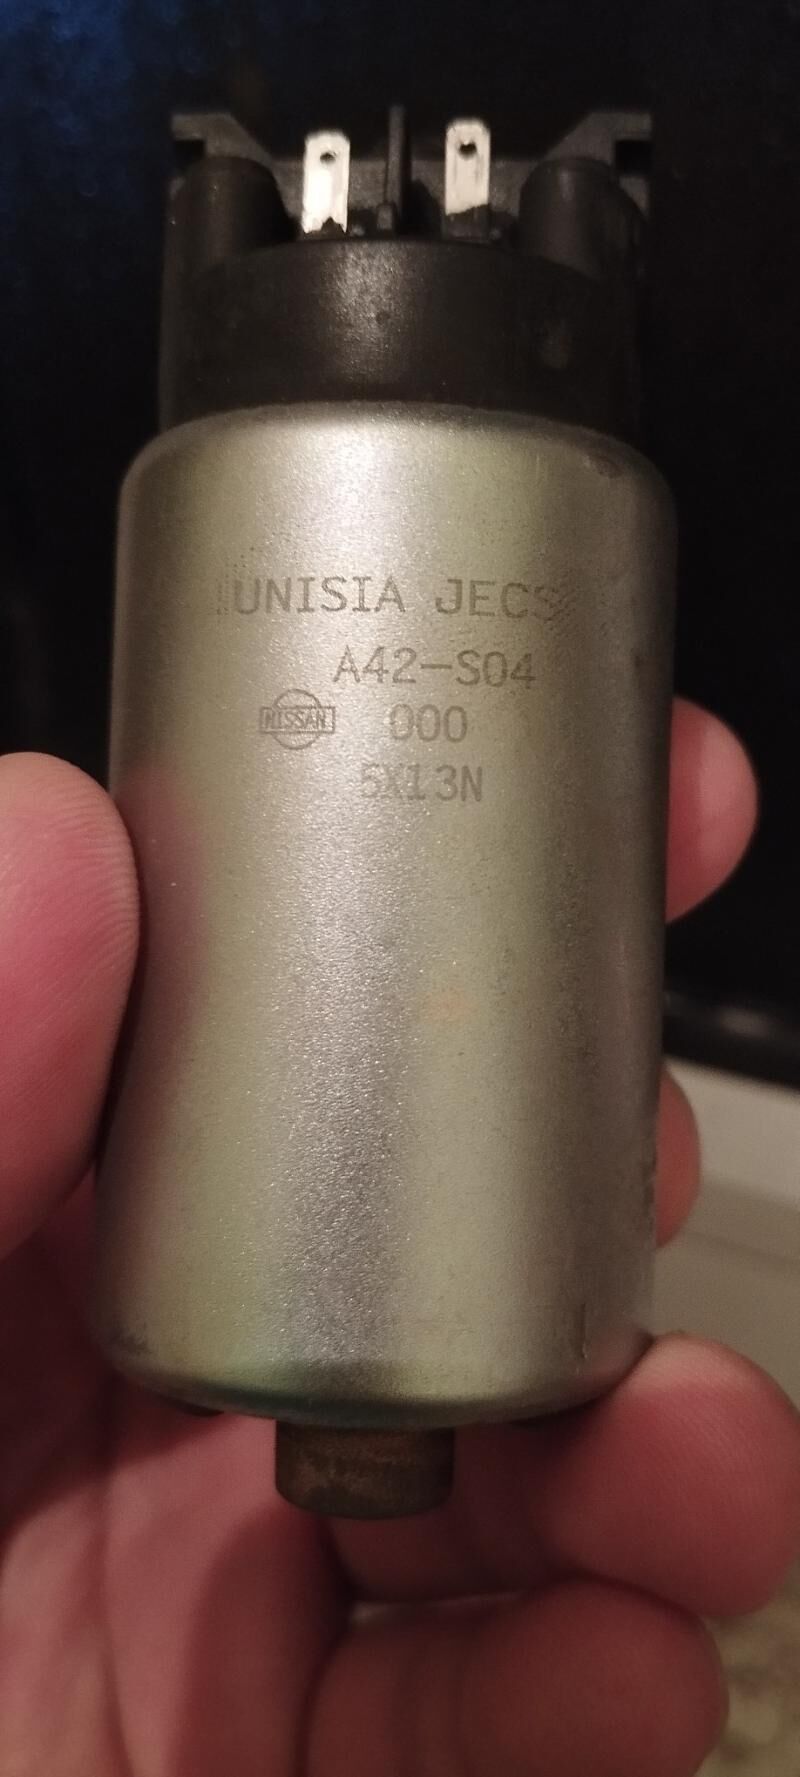 UNISIA JECS
A42-S04
NISSAN 000
5X13N